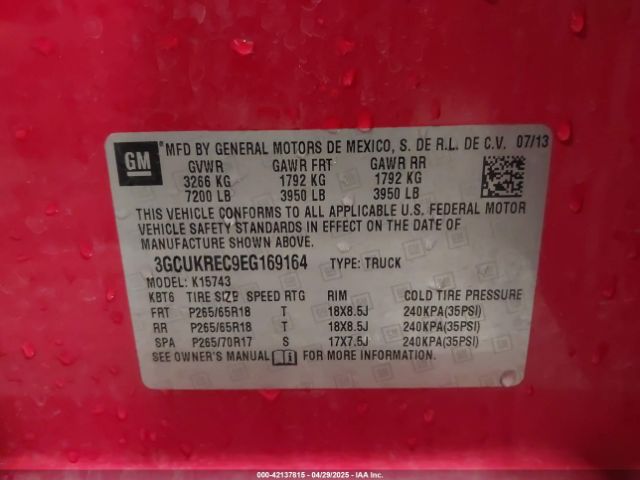 GM
® MFD BY GENERAL MOTORS DE MEXICO, S. DE R.L. DE C.V. 07/13
GVWR GAWR FRT GAWR RR
3266 KG 1792 KG 1792 KG
7200 LB 3950 LB 3950 LB
THIS VEHICLE CONFORMS TO ALL APPLICABLE U.S. FEDERAL MOTOR
VEHICLE SAFETY STANDARDS IN EFFECT ON THE DATE OF
MANUFACTURE SHOWN ABOVE.
3GCUKREC9EG169164 TYPE: TRUCK
MODEL: K15743
KBT6 TIRE SIZE SPEED RTG RIM COLD TIRE PRESSURE
FRT P265/65R18 T 18X8.5J 240KPA(35PSI)
RR P265/65R18 T 18X8.5J 240KPA(35PSI)
SPA P265/70R17 S 17X7.5J 240KPA(35PSI)
SEE OWNER'S MANUAL FOR ADDITIONAL INFORMATION.
000-42137815 - 04/29/2025 - IAA Inc.